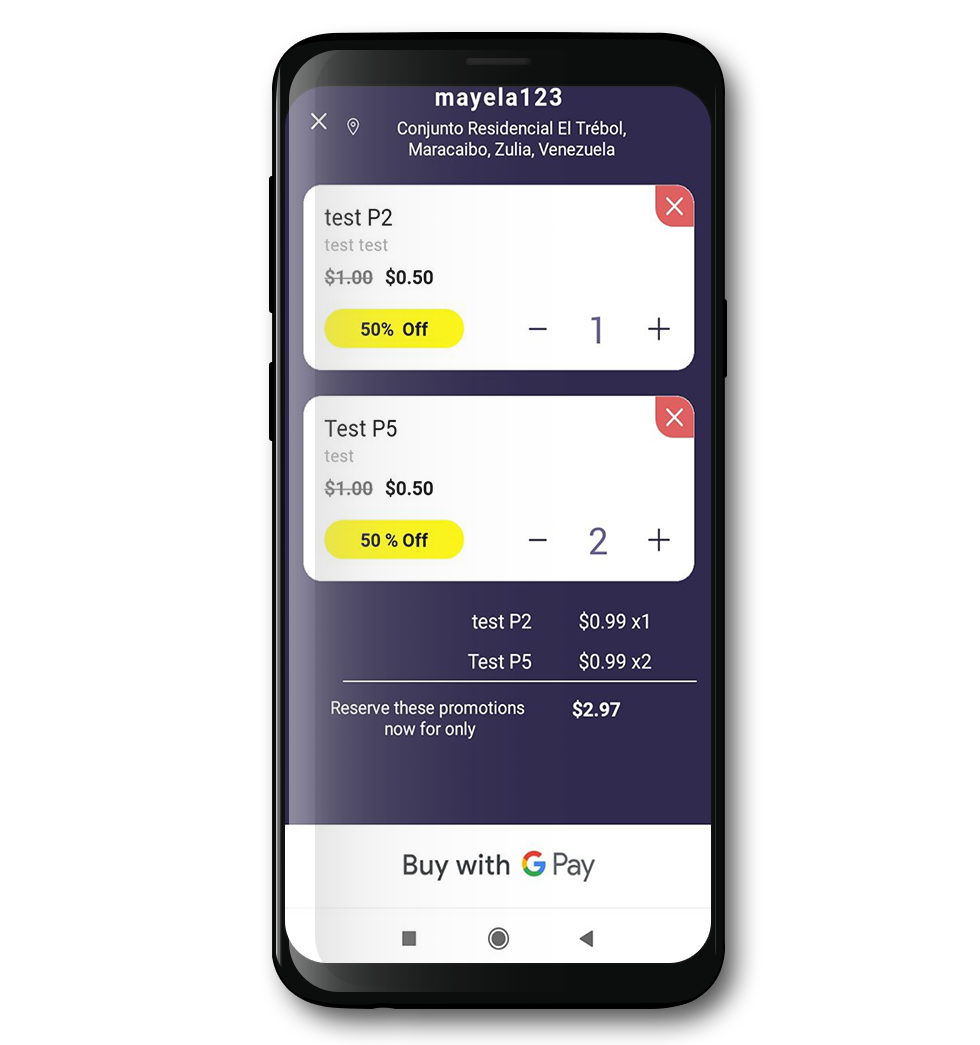 mayela123
Conjunto Residencial El Trébol,
Maracaibo, Zulia, Venezuela
test P2
test test
$1.00 $0.50
50% Off
1
Test P5
test
$1.00 $0.50
50 % Off
2
test P2 $0.99 x1
Test P5 $0.99 x2
Reserve these promotions
now for only
$2.97
Buy with G Pay